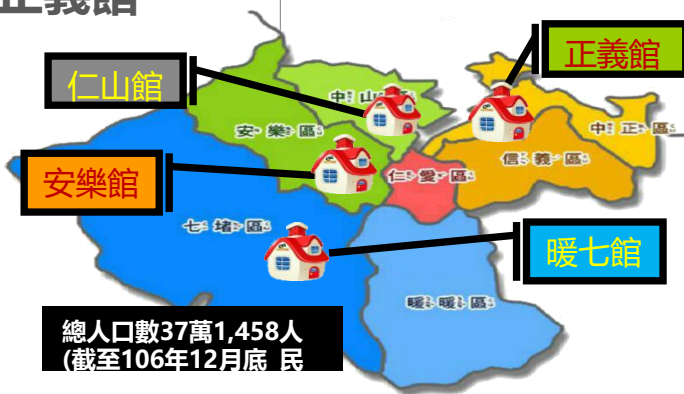 正義館
仁山館
正義館
中山
中正區
安樂區
信義區
仁愛區
安樂館
七堵區
暖七館
暖暖區
總人口數37萬1,458人
(截至106年12月底 民